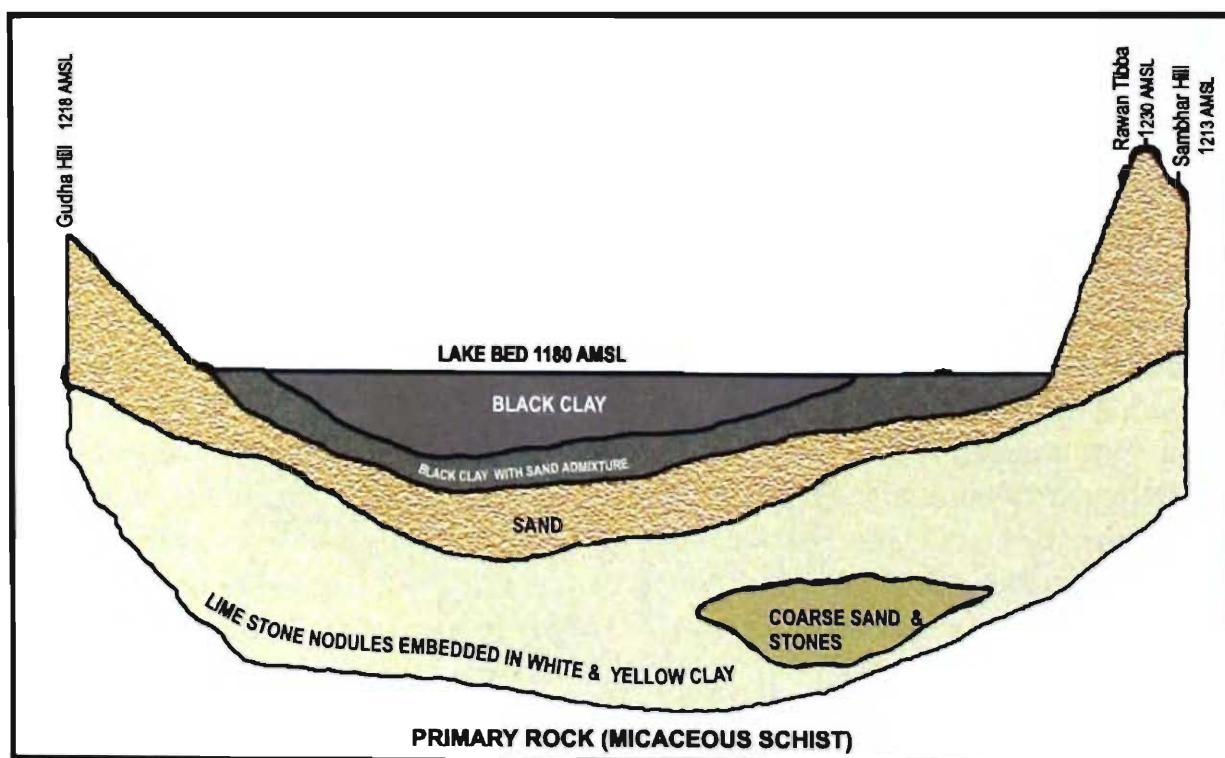 Gudha Hill 1218 AMSL
Rawan Tibba
1230 AMSL
Sambhar Hill
1213 AMSL
LAKE BED 1180 AMSL
BLACK CLAY
BLACK CLAY WITH SAND ADMIXTURE
SAND
COARSE SAND &
STONES
LIME STONE NODULES EMBEDDED IN WHITE & YELLOW CLAY
PRIMARY ROCK (MICACEOUS SCHIST)